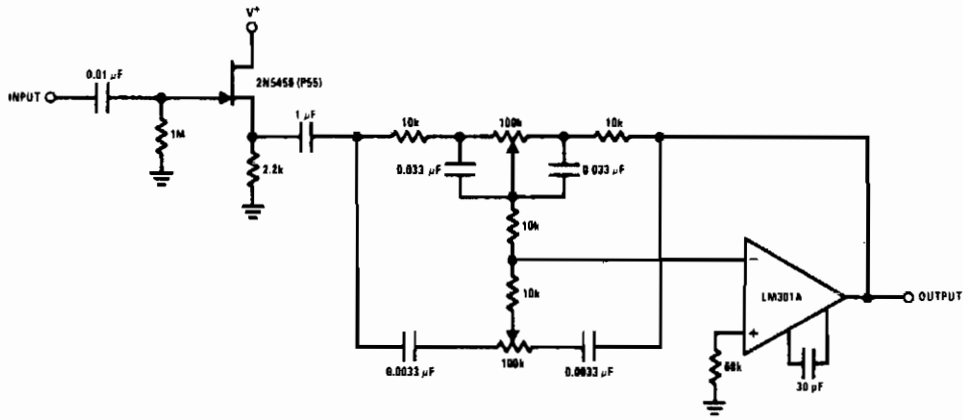 V⁺
0.01 µF
2N5458 (P55)
INPUT
1M
1 µF
2.2k
10k
100k
10k
0.033 µF
0.033 µF
10k
10k
−
LM301A
OUTPUT
+
0.0033 µF
100k
0.0033 µF
30 pF